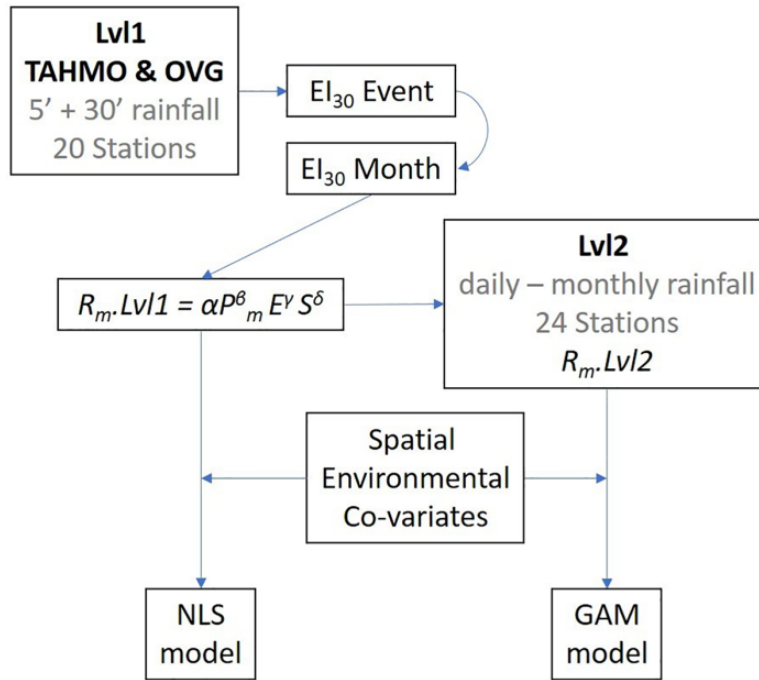 Lvl1
TAHMO & OVG
5’ + 30’ rainfall
20 Stations
EI₃₀ Event
EI₃₀ Month
Rₘ.Lvl1 = αPᵝₘ Eᵞ Sᵟ
Lvl2
daily – monthly rainfall
24 Stations
Rₘ.Lvl2
Spatial
Environmental
Co-variates
NLS
model
GAM
model